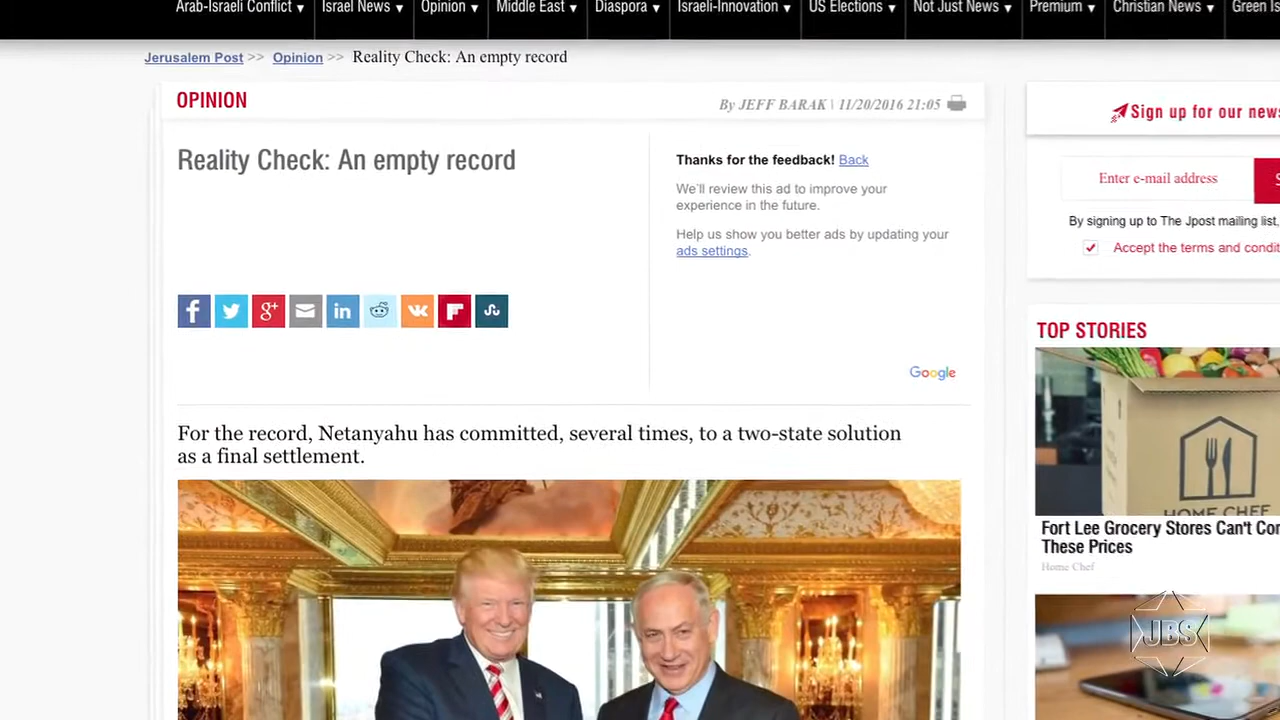 Arab-Israeli Conflict ▼ Israel News ▼ Opinion ▼ Middle East ▼ Diaspora ▼ Israeli-Innovation ▼ US Elections ▼ Not Just News ▼ Premium ▼ Christian News ▼ Green Is
Jerusalem Post >> Opinion >> Reality Check: An empty record
OPINION
By JEFF BARAK \ 11/20/2016 21:05
Reality Check: An empty record
Thanks for the feedback! Back
We'll review this ad to improve your
experience in the future.
Help us show you better ads by updating your
ads settings.
Google
For the record, Netanyahu has committed, several times, to a two-state solution
as a final settlement.
Sign up for our news
Enter e-mail address
S
By signing up to The Jpost mailing list,
Accept the terms and condit
TOP STORIES
HOME CHEF
Fort Lee Grocery Stores Can't Con
These Prices
Home Chef
JBS